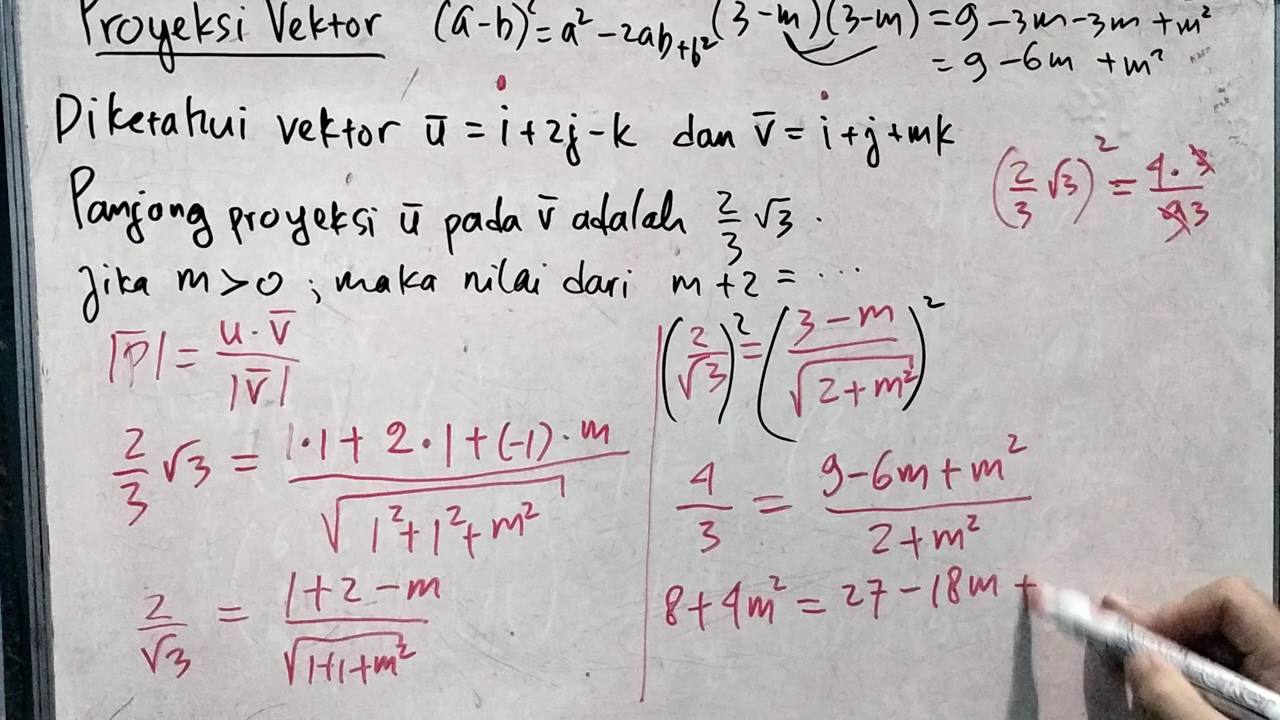 Proyeksi Vektor (a-b)² = a² - 2ab + b² (3-m)(3-m) = 9 - 3m - 3m + m²
= 9 - 6m + m²
Diketahui vektor ū = i + 2j - k dan v̄ = i + j + mk
Panjang proyeksi ū pada v̄ adalah 2/3 √3 .
(2/3 √3)² = 4·3/93
Jika m > 0 ; maka nilai dari m + 2 = ...
|p̄| = u · v̄ / |v̄|
2/3 √3 = 1·1 + 2·1 + (-1)·m / √(1² + 1² + m²)
2/√3 = 1 + 2 - m / √(1+1+m²)
(2/√3)² = (3 - m / √(2 + m²))²
4/3 = 9 - 6m + m² / 2 + m²
8 + 4m² = 27 - 18m +